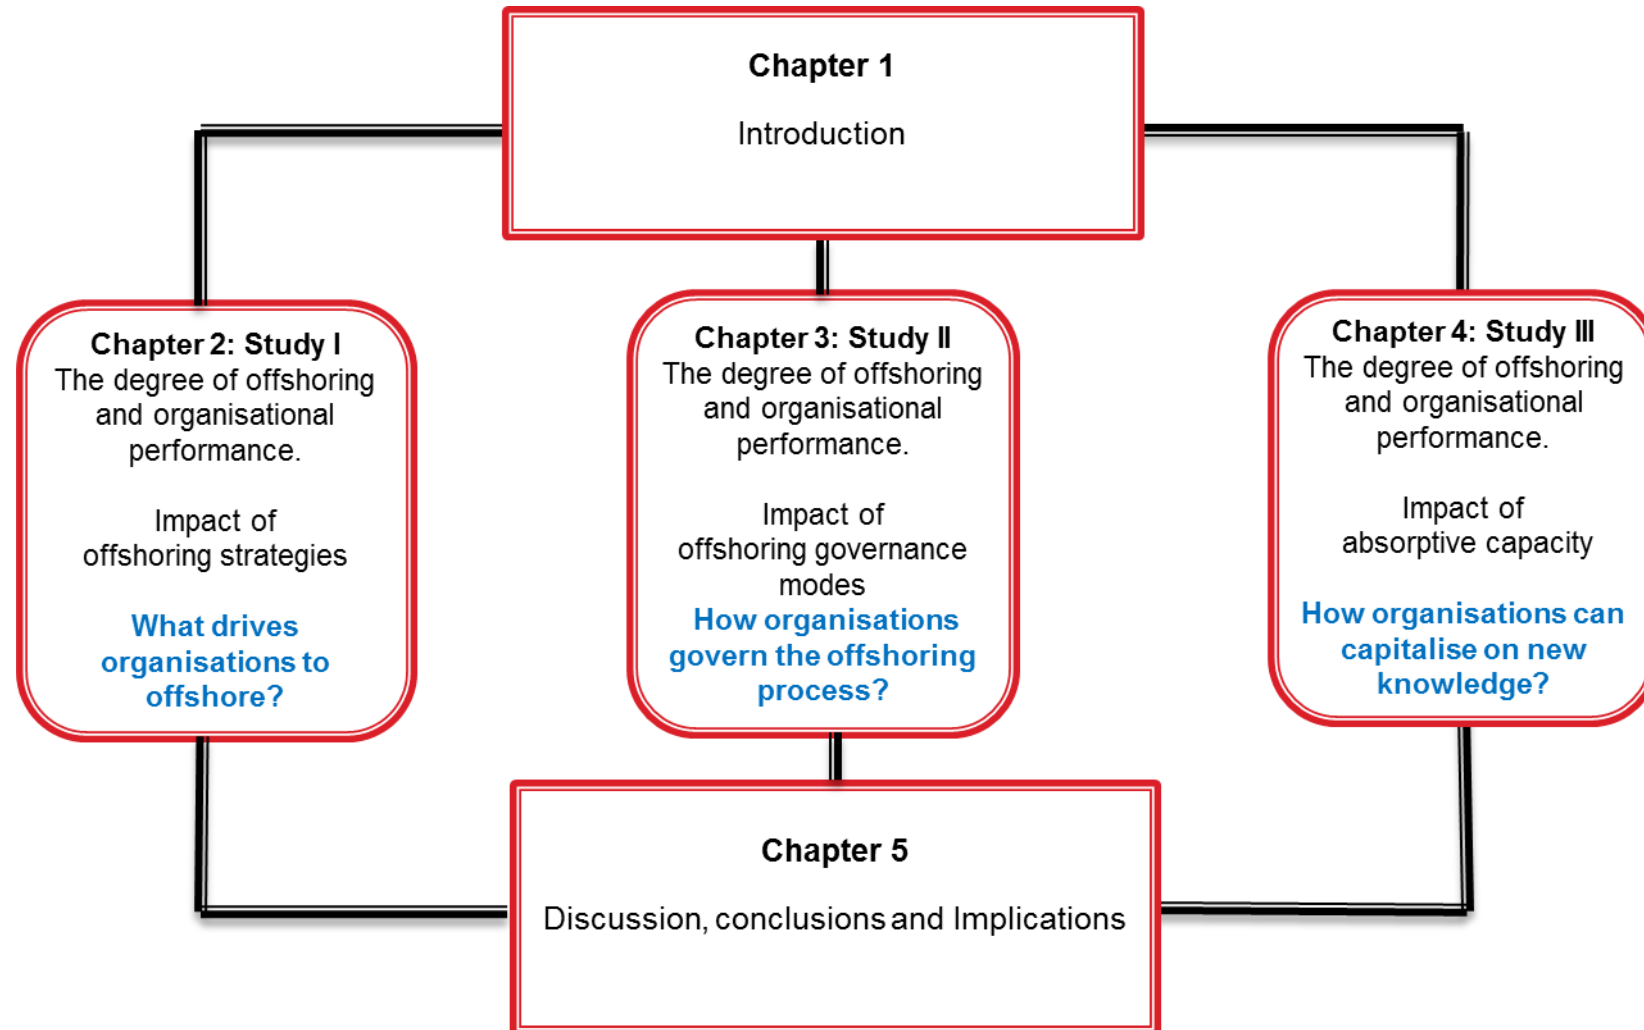 Chapter 1
Introduction
Chapter 2: Study I
The degree of offshoring
and organisational
performance.
Impact of
offshoring strategies
What drives
organisations to
offshore?
Chapter 3: Study II
The degree of offshoring
and organisational
performance.
Impact of
offshoring governance
modes
How organisations
govern the offshoring
process?
Chapter 4: Study III
The degree of offshoring
and organisational
performance.
Impact of
absorptive capacity
How organisations can
capitalise on new
knowledge?
Chapter 5
Discussion, conclusions and Implications